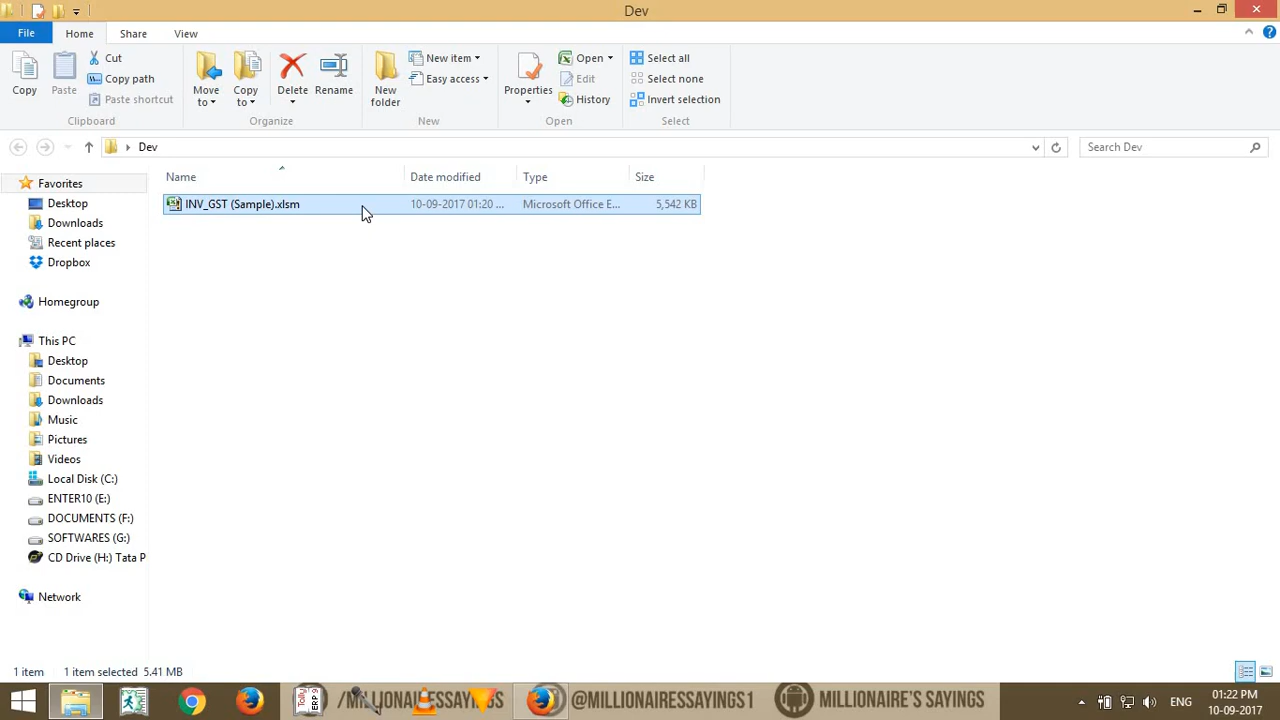 Dev
File
Home
Share
View
Copy
Paste
Cut
Copy path
Paste shortcut
Clipboard
Move to
Copy to
Delete
Rename
Organize
New folder
New item
Easy access
New
Properties
Open
Edit
History
Open
Select all
Select none
Invert selection
Select
Dev
Search Dev
Name
Date modified
Type
Size
INV_GST (Sample).xlsm
10-09-2017 01:20 ...
Microsoft Office E...
5,542 KB
Favorites
Desktop
Downloads
Recent places
Dropbox
Homegroup
This PC
Desktop
Documents
Downloads
Music
Pictures
Videos
Local Disk (C:)
ENTER10 (E:)
DOCUMENTS (F:)
SOFTWARES (G:)
CD Drive (H:) Tata P
Network
1 item
1 item selected 5.41 MB
Tally
ERP 9
/MILLIONAIRESSAYINGS
@MILLIONAIRESSAYINGS1
MILLIONAIRE'S SAYINGS
ENG
01:22 PM
10-09-2017